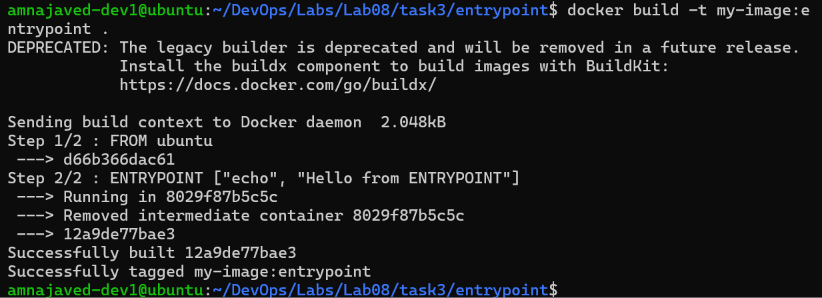 amnajaved-dev1@ubuntu:~/DevOps/Labs/Lab08/task3/entrypoint$ docker build -t my-image:e
ntrypoint .
DEPRECATED: The legacy builder is deprecated and will be removed in a future release.
            Install the buildx component to build images with BuildKit:
            https://docs.docker.com/go/buildx/

Sending build context to Docker daemon  2.048kB
Step 1/2 : FROM ubuntu
 ---> d66b366dac61
Step 2/2 : ENTRYPOINT ["echo", "Hello from ENTRYPOINT"]
 ---> Running in 8029f87b5c5c
 ---> Removed intermediate container 8029f87b5c5c
 ---> 12a9de77bae3
Successfully built 12a9de77bae3
Successfully tagged my-image:entrypoint
amnajaved-dev1@ubuntu:~/DevOps/Labs/Lab08/task3/entrypoint$